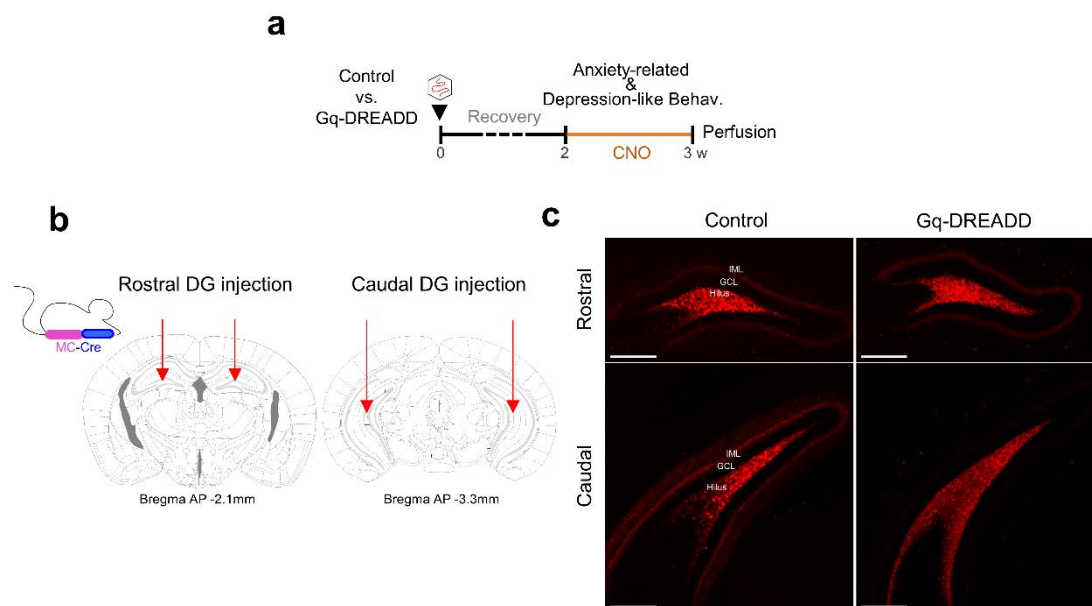 a
Control
vs.
Gq-DREADD
Recovery
Anxiety-related
&
Depression-like Behav.
Perfusion
0
2
CNO
3 w
b
Rostral DG injection
Caudal DG injection
MC-Cre
Bregma AP -2.1mm
Bregma AP -3.3mm
c
Control
Gq-DREADD
Rostral
IML
GCL
Hilus
Caudal
IML
GCL
Hilus